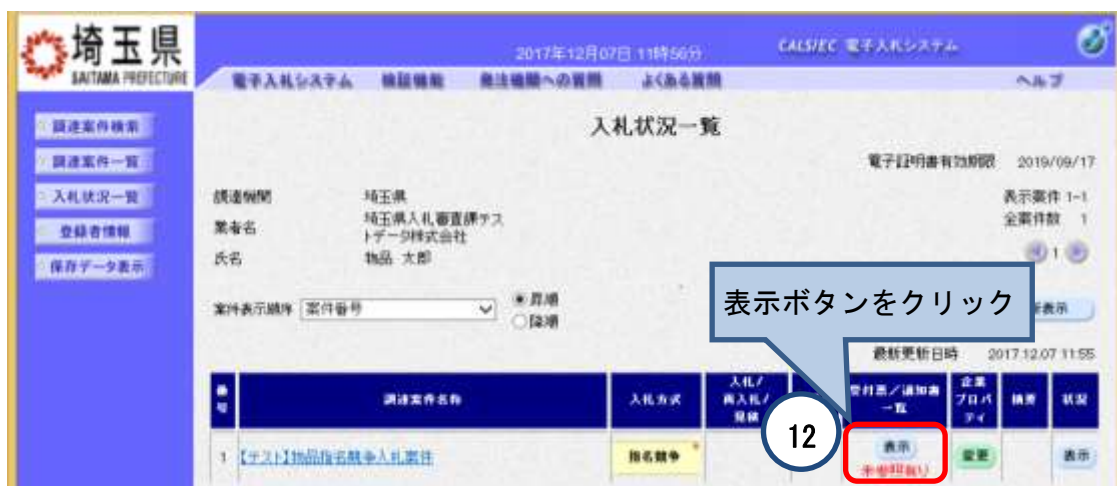 埼玉県
SAITAMA PREFECTURE
2017年12月07日 11時56分
CALS/EC 電子入札システム
電子入札システム 検証機能 発注機関への質問 よくある質問 ヘルプ
調達案件検索
調達案件一覧
入札状況一覧
登録者情報
保存データ表示
入札状況一覧
電子証明書有効期限 2019/09/17
調達機関 埼玉県
表示案件 1-1
業者名 埼玉県入札審査課テス
トデータ株式会社
全案件数 1
氏名 物品 太郎
1
案件表示順序 案件番号
昇順
降順
表示ボタンをクリック
表示
最新更新日時 2017.12.07 11:55
番
号
調達案件名称
入札方式
入札/
再入札/
見積
受付票/通知書
一覧
企業
プロパ
ティ
摘要
状況
12
1 【テスト】物品指名競争入札案件 指名競争 表示 変更 表示
未参照有り